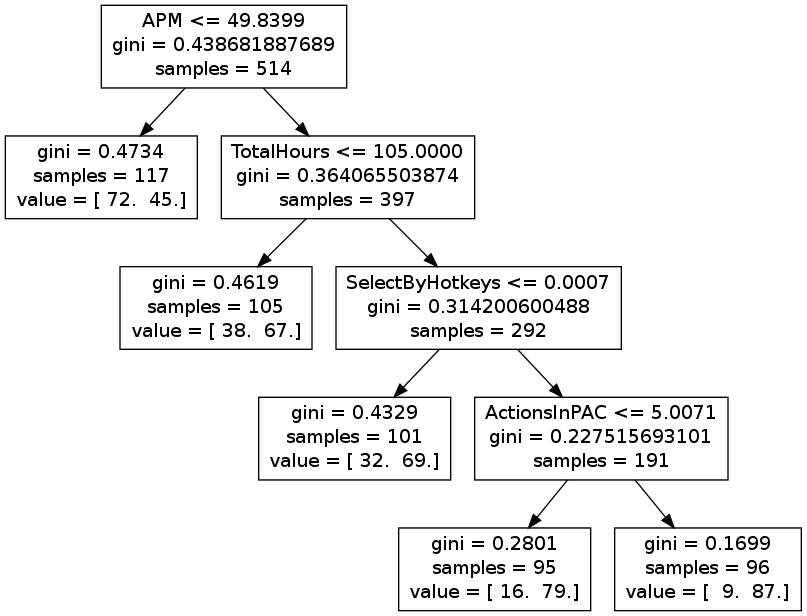 APM <= 49.8399
gini = 0.438681887689
samples = 514
gini = 0.4734
samples = 117
value = [ 72.  45.]
TotalHours <= 105.0000
gini = 0.364065503874
samples = 397
gini = 0.4619
samples = 105
value = [ 38.  67.]
SelectByHotkeys <= 0.0007
gini = 0.314200600488
samples = 292
gini = 0.4329
samples = 101
value = [ 32.  69.]
ActionsInPAC <= 5.0071
gini = 0.227515693101
samples = 191
gini = 0.2801
samples = 95
value = [ 16.  79.]
gini = 0.1699
samples = 96
value = [  9.  87.]